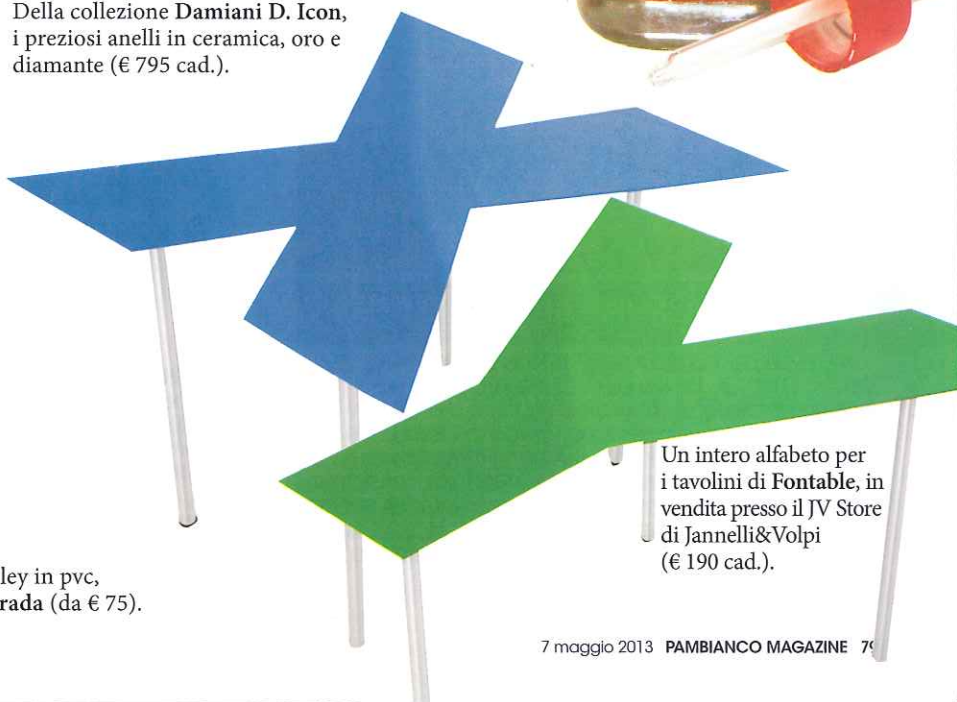 Della collezione Damiani D. Icon,
i preziosi anelli in ceramica, oro e
diamante (€ 795 cad.).
Un intero alfabeto per
i tavolini di Fontable, in
vendita presso il JV Store
di Jannelli&Volpi
(€ 190 cad.).
ley in pvc,
rada (da € 75).
7 maggio 2013 PAMBIANCO MAGAZINE